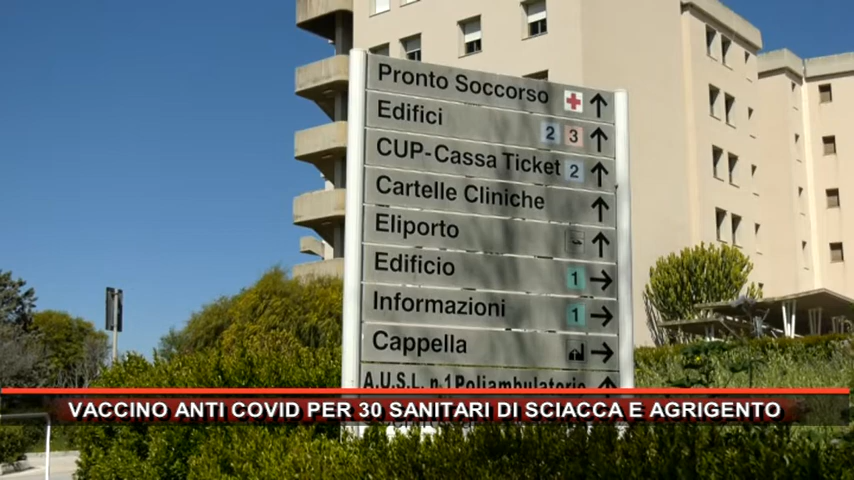 Pronto Soccorso
Edifici 2 3
CUP-Cassa Ticket 2
Cartelle Cliniche
Eliporto
Edificio 1
Informazioni 1
Cappella
A.U.S.L. n.1 Poliambulatorio
VACCINO ANTI COVID PER 30 SANITARI DI SCIACCA E AGRIGENTO